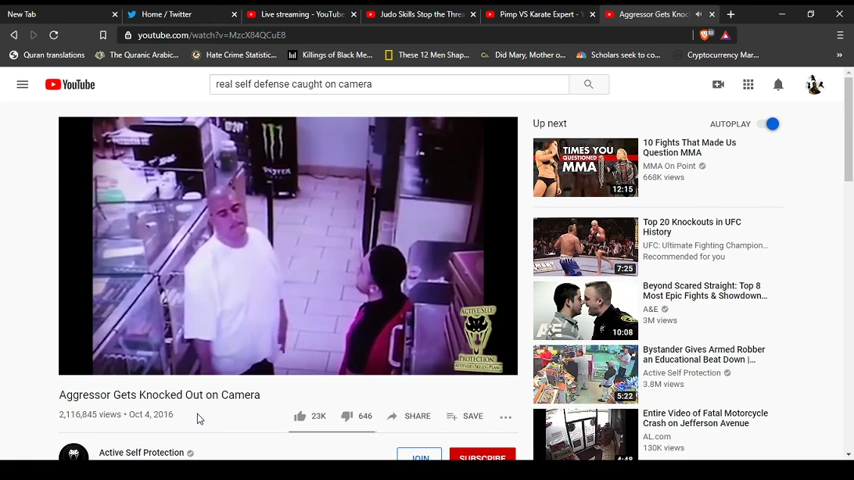 New Tab
Home / Twitter
Live streaming - YouTube
Judo Skills Stop the Threa
Pimp VS Karate Expert - Y
Aggressor Gets Knock
youtube.com/watch?v=MzcX84QCuE8
Quran translations
The Quranic Arabic...
Hate Crime Statistic...
Killings of Black Me...
These 12 Men Shap...
Did Mary, Mother o...
Scholars seek to co...
Cryptocurrency Mar...
YouTube
real self defense caught on camera
ACTIVE SELF
PROTECTION
Aggressor Gets Knocked Out on Camera
2,116,845 views • Oct 4, 2016
23K
646
SHARE
SAVE
Active Self Protection
JOIN
SUBSCRIBE
Up next
AUTOPLAY
TIMES YOU
QUESTIONED
MMA
12:15
10 Fights That Made Us
Question MMA
MMA On Point
668K views
7:25
Top 20 Knockouts in UFC
History
UFC: Ultimate Fighting Champion...
Recommended for you
A&E
10:08
Beyond Scared Straight: Top 8
Most Epic Fights & Showdown...
A&E
3M views
5:22
Bystander Gives Armed Robber
an Educational Beat Down |...
Active Self Protection
3.8M views
4:48
Entire Video of Fatal Motorcycle
Crash on Jefferson Avenue
AL.com
130K views